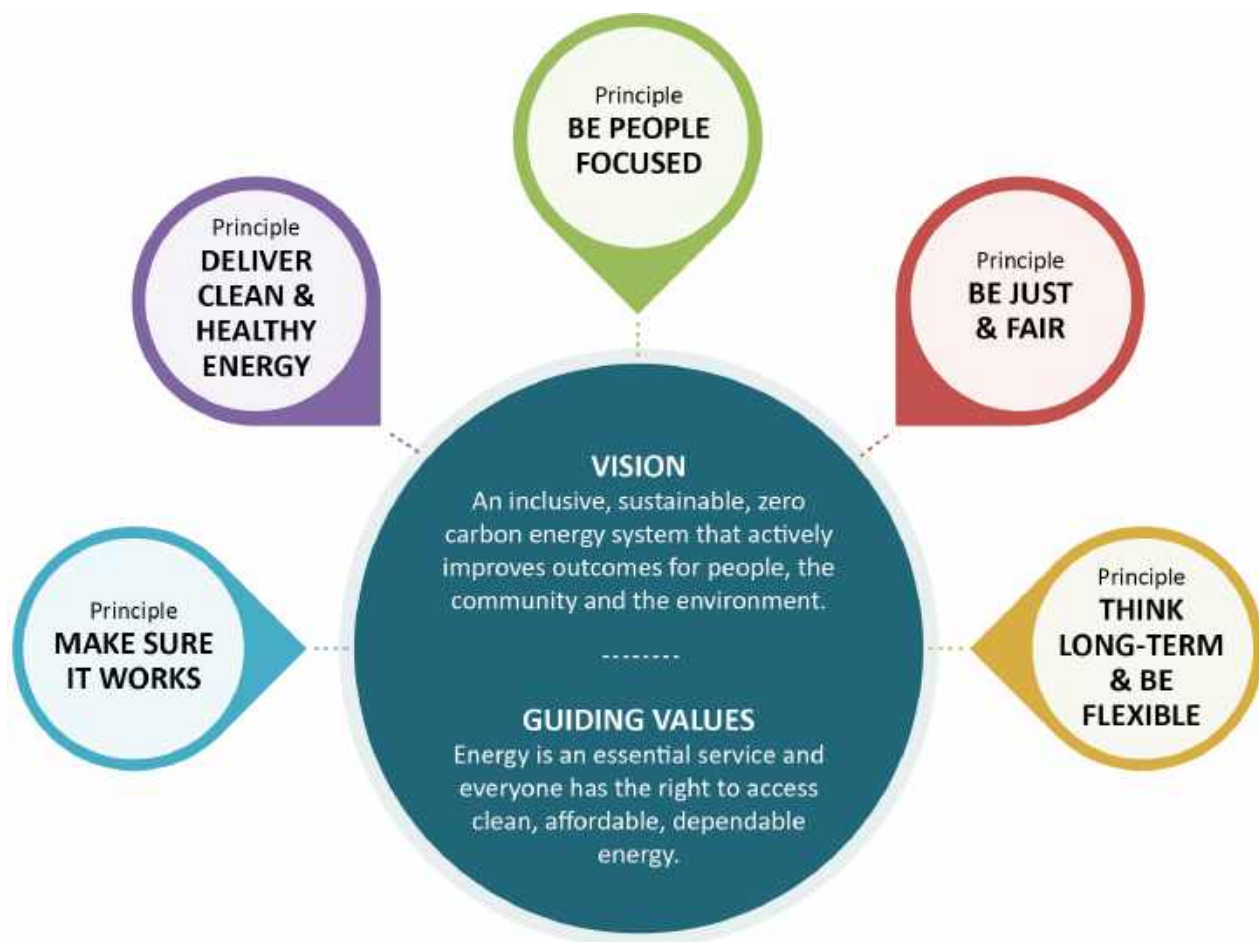 Principle
BE PEOPLE
FOCUSED
Principle
DELIVER
CLEAN &
HEALTHY
ENERGY
Principle
BE JUST
& FAIR
Principle
MAKE SURE
IT WORKS
VISION
An inclusive, sustainable, zero
carbon energy system that actively
improves outcomes for people, the
community and the environment.
--------
GUIDING VALUES
Energy is an essential service and
everyone has the right to access
clean, affordable, dependable
energy.
Principle
THINK
LONG-TERM
& BE
FLEXIBLE